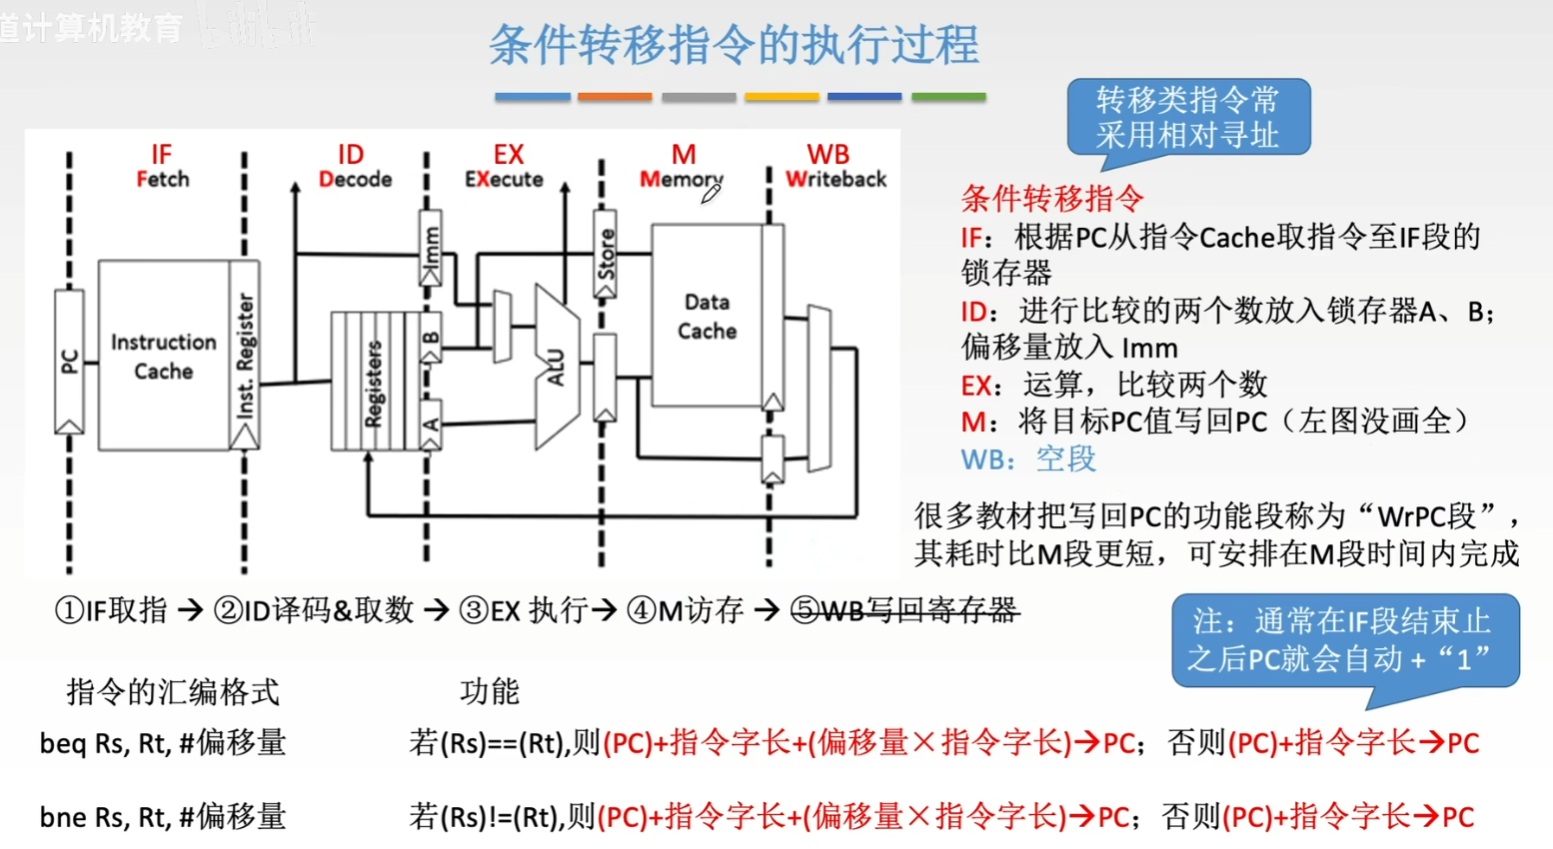 道计算机教育 bilibili
条件转移指令的执行过程
转移类指令常
采用相对寻址
IF
Fetch
ID
Decode
EX
EXecute
M
Memory
WB
Writeback
PC
Instruction
Cache
Inst. Register
Registers
Imm
B
A
ALU
Store
Data
Cache
条件转移指令
IF：根据PC从指令Cache取指令至IF段的
锁存器
ID：进行比较的两个数放入锁存器A、B；
偏移量放入 Imm
EX：运算，比较两个数
M：将目标PC值写回PC（左图没画全）
WB：空段
很多教材把写回PC的功能段称为“WrPC段”，
其耗时比M段更短，可安排在M段时间内完成
①IF取指 → ②ID译码&取数 → ③EX 执行→ ④M访存 → ⑤WB写回寄存器
注：通常在IF段结束止
之后PC就会自动 + “1”
指令的汇编格式 功能
beq Rs, Rt, #偏移量 若(Rs)==(Rt),则(PC)+指令字长+(偏移量×指令字长)→PC；否则(PC)+指令字长→PC
bne Rs, Rt, #偏移量 若(Rs)!=(Rt),则(PC)+指令字长+(偏移量×指令字长)→PC；否则(PC)+指令字长→PC